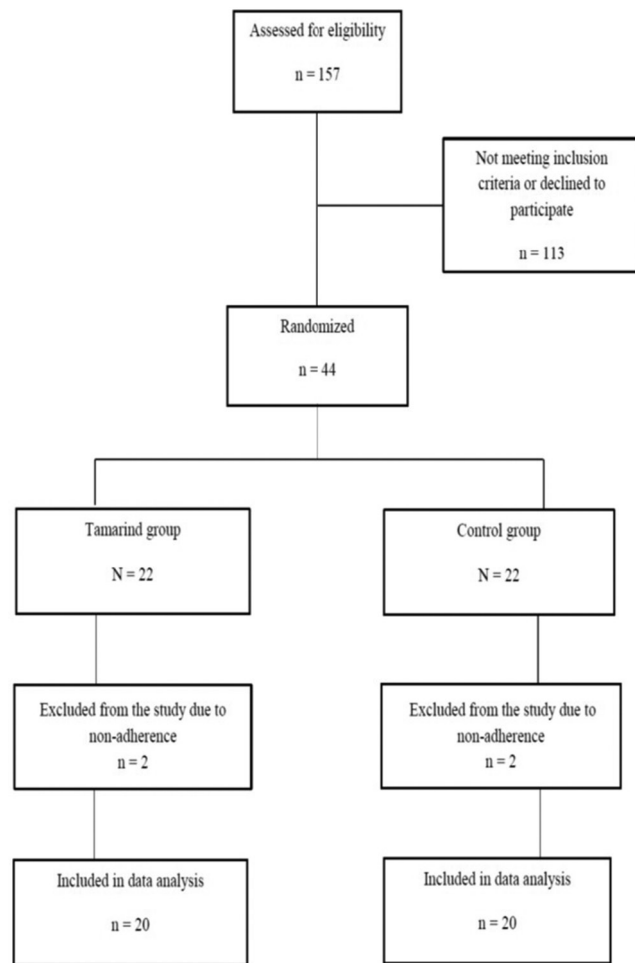 Assessed for eligibility
n = 157
Not meeting inclusion
criteria or declined to
participate
n = 113
Randomized
n = 44
Tamarind group
N = 22
Control group
N = 22
Excluded from the study due to
non-adherence
n = 2
Excluded from the study due to
non-adherence
n = 2
Included in data analysis
n = 20
Included in data analysis
n = 20